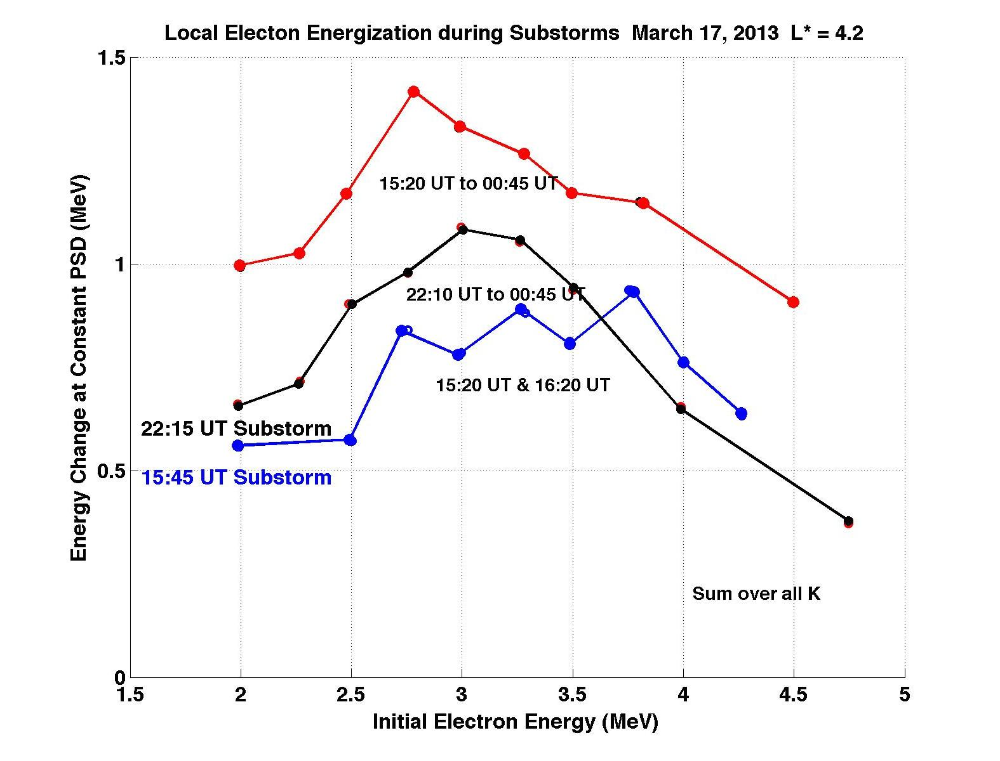 Local Electon Energization during Substorms March 17, 2013 L* = 4.2
Energy Change at Constant PSD (MeV)
1.5
1
0.5
0
15:20 UT to 00:45 UT
22:10 UT to 00:45 UT
15:20 UT & 16:20 UT
22:15 UT Substorm
15:45 UT Substorm
Sum over all K
1.5 2 2.5 3 3.5 4 4.5 5
Initial Electron Energy (MeV)